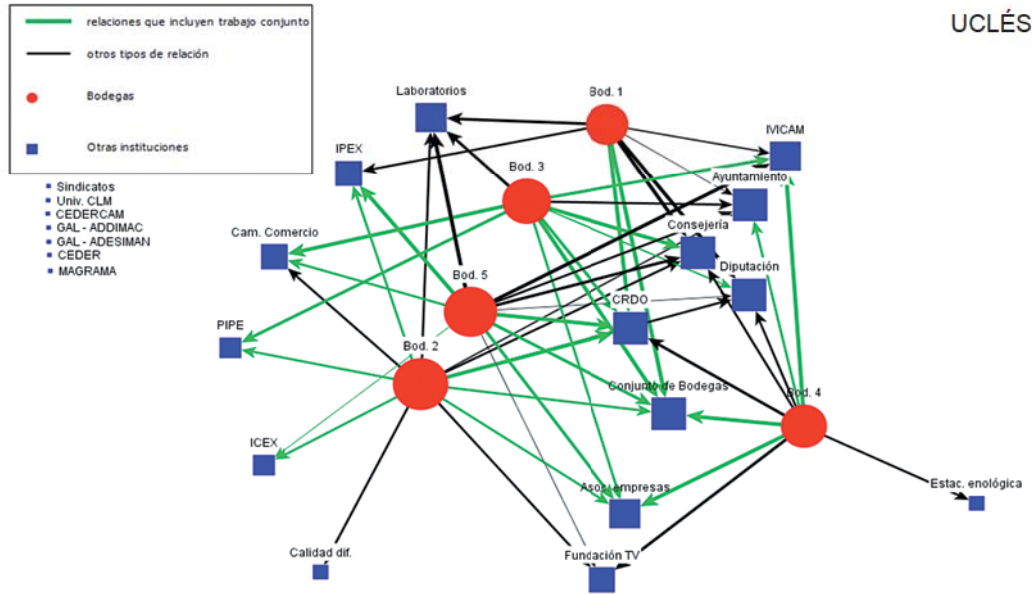 UCLÉS
relaciones que incluyen trabajo conjunto
otros tipos de relación
Bodegas
Otras instituciones
Sindicatos
Univ. CLM
CEDERCAM
GAL - ADDIMAC
GAL - ADESIMAN
CEDER
MAGRAMA
Laboratorios
Bod. 1
IVICAM
IPEX
Bod. 3
Ayuntamiento
Cam. Comercio
Consejería
Bod. 5
Diputación
CRDO
PIPE
Bod. 2
Conjunto de Bodegas
Bod. 4
ICEX
Asoc. empresas
Estac. enológica
Calidad dif.
Fundación TV